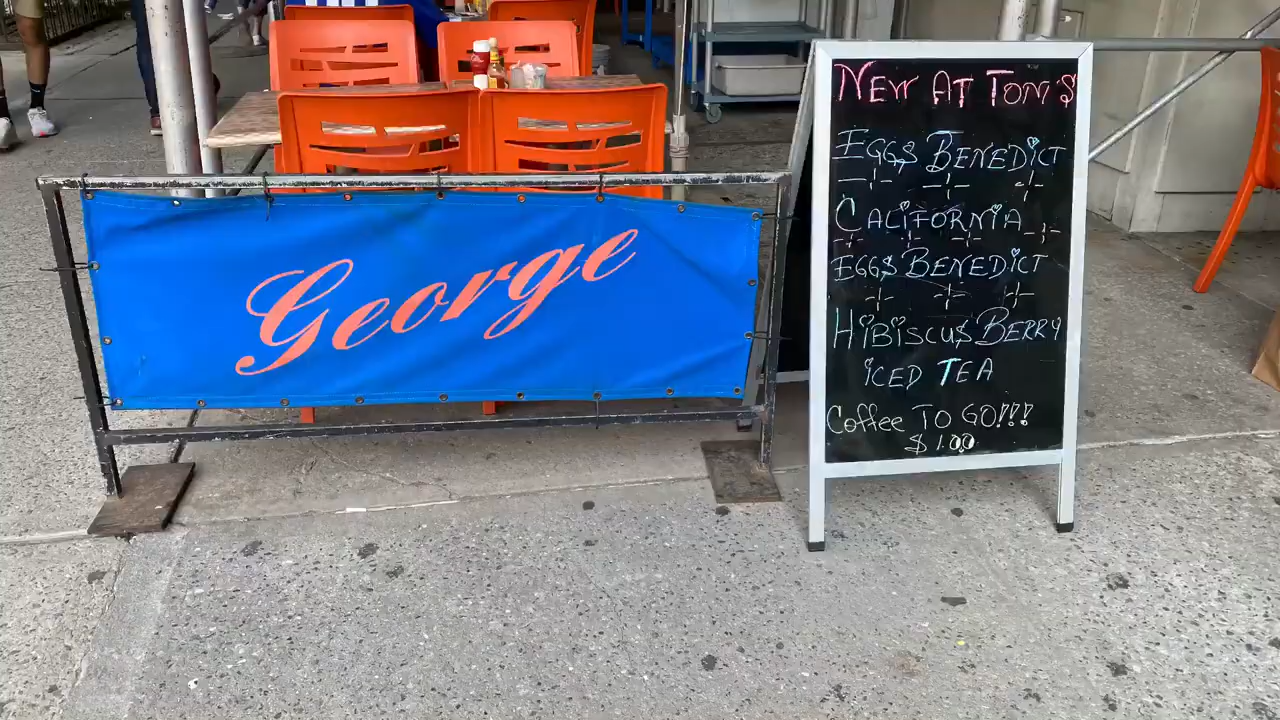 George
NEW AT TOM'S
EGGS BENEDICT
CALIFORNIA
EGGS BENEDICT
HIBISCUS BERRY
ICED TEA
Coffee TO GO!!!
$1.00